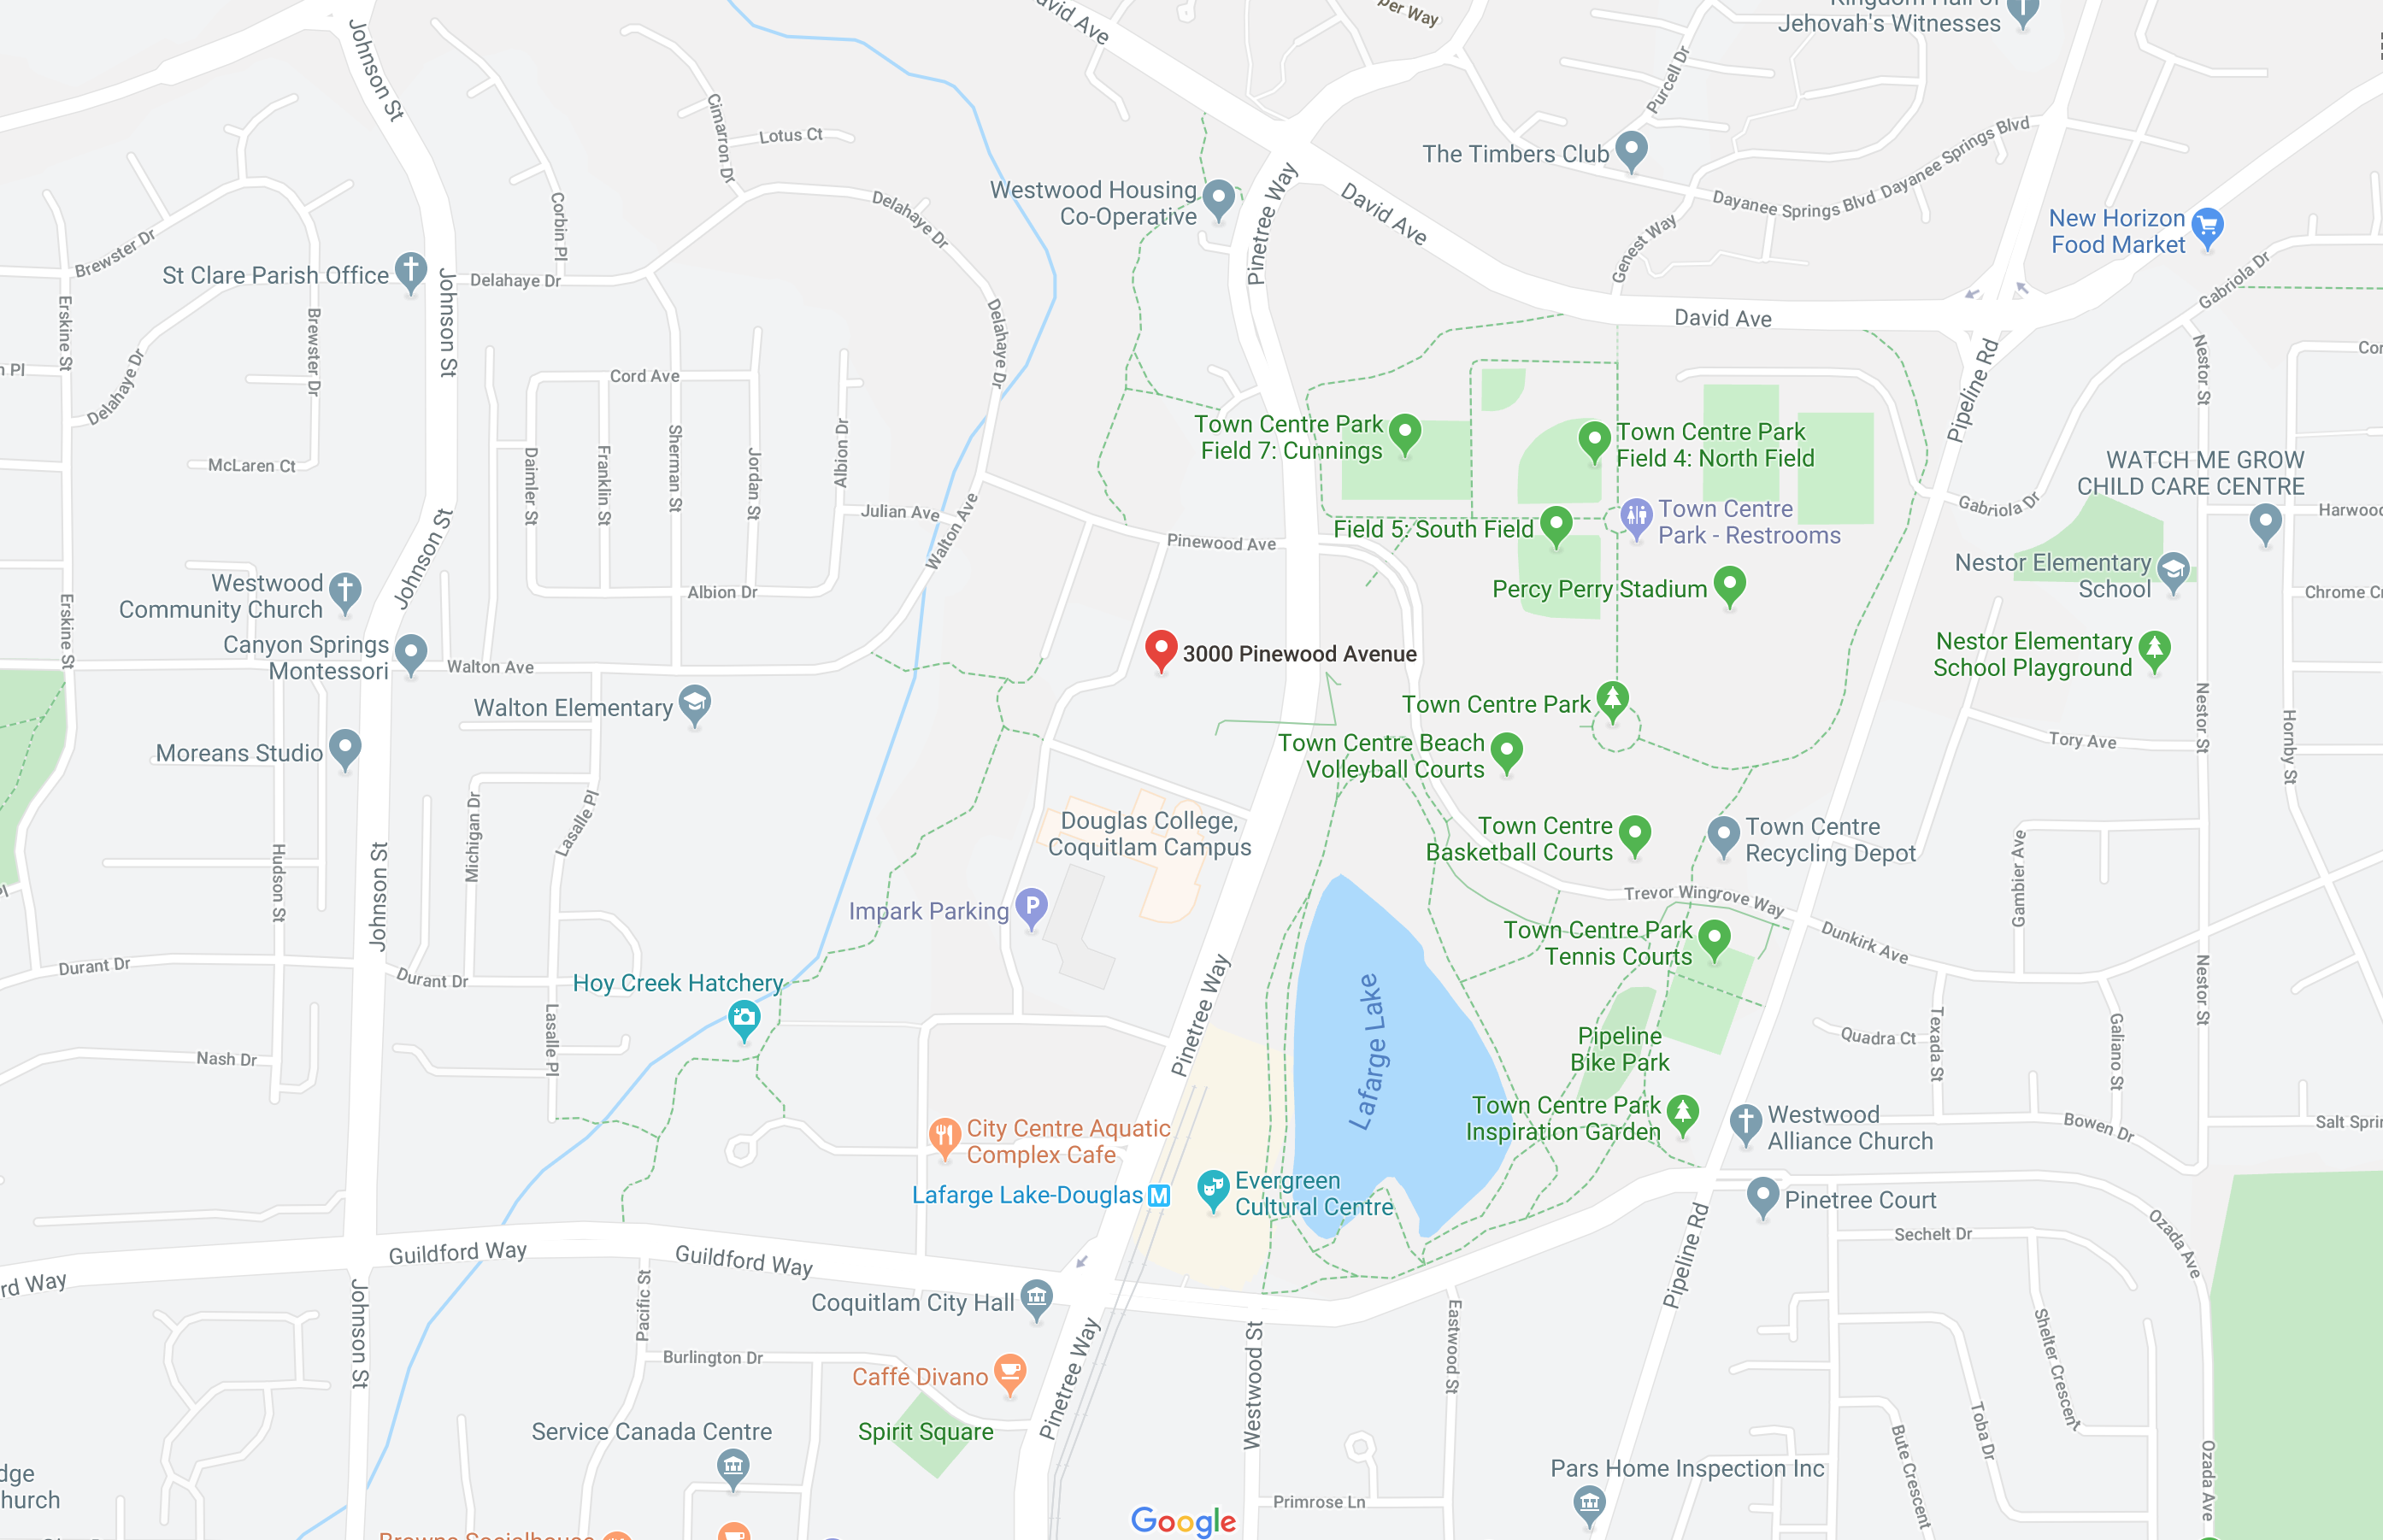 Johnson St
David Ave
per Way
Jehovah's Witnesses
Purcell Dr
Cimarron Dr
Lotus Ct
The Timbers Club
Dayanee Springs Blvd
Dayanee Springs Blvd
Westwood Housing
Co-Operative
Pinetree Way
David Ave
Corbin Pl
Delahaye Dr
New Horizon
Food Market
Brewster Dr
St Clare Parish Office
Delahaye Dr
Johnson St
Genest Way
Gabriola Dr
Erskine St
Brewster Dr
Delahaye Dr
David Ave
Nestor St
Delahaye Dr
n Pl
Cord Ave
Pipeline Rd
Town Centre Park
Field 7: Cunnings
Town Centre Park
Field 4: North Field
McLaren Ct
Daimler St
Franklin St
Sherman St
Jordan St
Albion Dr
WATCH ME GROW
CHILD CARE CENTRE
Julian Ave
Walton Ave
Gabriola Dr
Harwood
Field 5: South Field
Town Centre
Park - Restrooms
Johnson St
Pinewood Ave
Nestor Elementary
School
Westwood
Community Church
Albion Dr
Percy Perry Stadium
Chrome Cr
Erskine St
Canyon Springs
Montessori
Walton Ave
3000 Pinewood Avenue
Nestor Elementary
School Playground
Walton Elementary
Town Centre Park
Nestor St
Hornby St
Moreans Studio
Town Centre Beach
Volleyball Courts
Tory Ave
Michigan Dr
Lasalle Pl
Douglas College,
Coquitlam Campus
Town Centre
Basketball Courts
Town Centre
Recycling Depot
Gambier Ave
Hudson St
Johnson St
Impark Parking
Trevor Wingrove Way
Dunkirk Ave
Town Centre Park
Tennis Courts
Durant Dr
Durant Dr
Hoy Creek Hatchery
Pinetree Way
Lafarge Lake
Nestor St
Lasalle Pl
Nash Dr
Pipeline
Bike Park
Quadra Ct
Texada St
Galiano St
City Centre Aquatic
Complex Cafe
Town Centre Park
Inspiration Garden
Westwood
Alliance Church
Bowen Dr
Salt Sprin
Lafarge Lake-Douglas
M
Evergreen
Cultural Centre
Pinetree Court
Ozada Ave
Sechelt Dr
Guildford Way
Guildford Way
rd Way
Pipeline Rd
Coquitlam City Hall
Johnson St
Pacific St
Burlington Dr
Caffé Divano
Pinetree Way
Westwood St
Eastwood St
Shelter Crescent
Spirit Square
Service Canada Centre
Toba Dr
Bute Crescent
Ozada Ave
Pars Home Inspection Inc
Primrose Ln
Google